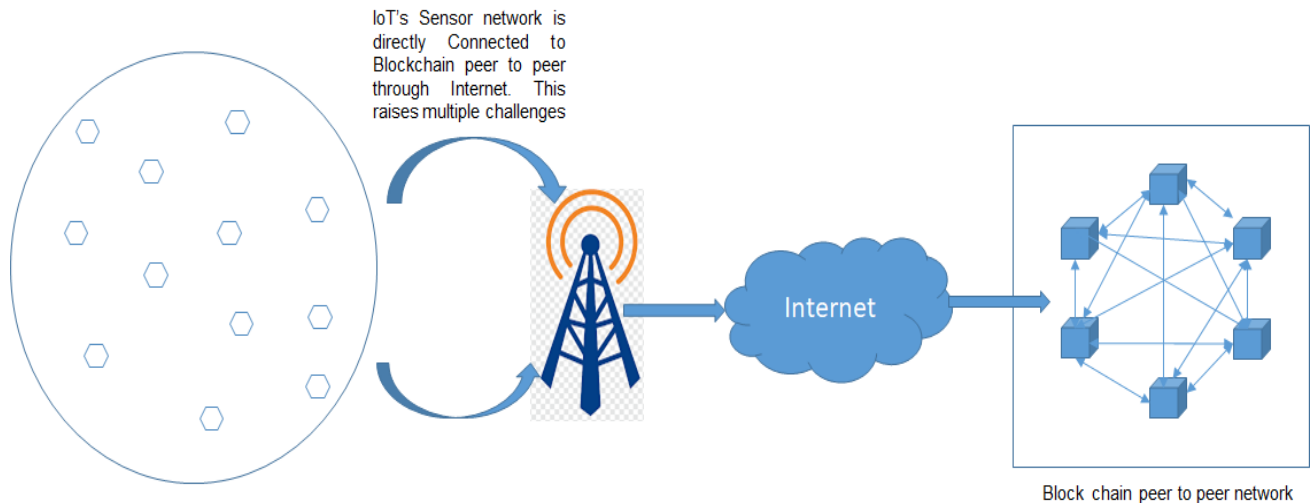 IoT's Sensor network is
directly Connected to
Blockchain peer to peer
through Internet. This
raises multiple challenges
Internet
Block chain peer to peer network